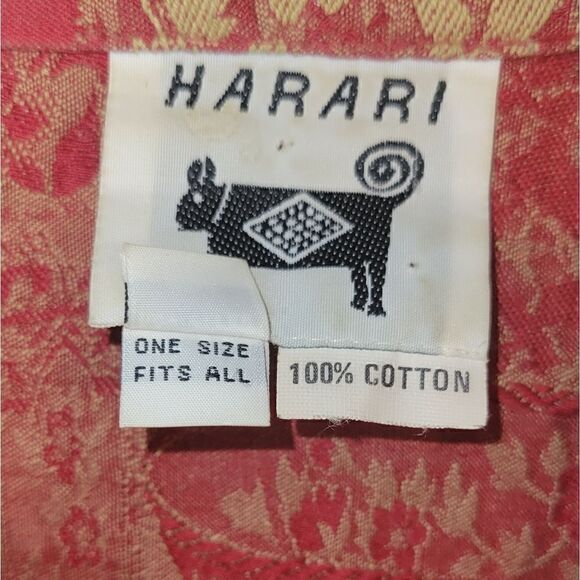 HARARI
ONE SIZE
FITS ALL
100% COTTON